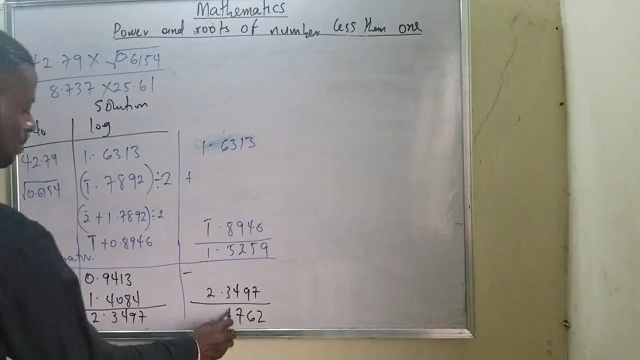 Mathematics
Power and roots of number less than one
42.79 × √0.6154
8.737 × 25.61
Solution
No log
42.79 1.6313 1.6313
√0.6154 (1̄.7892) ÷ 2 +
(2̄ + 1.7892) ÷ 2
1̄ + 0.8946 1̄.8946
1.3259
0.9413 −
1.4084 2.3497
2.3497 762